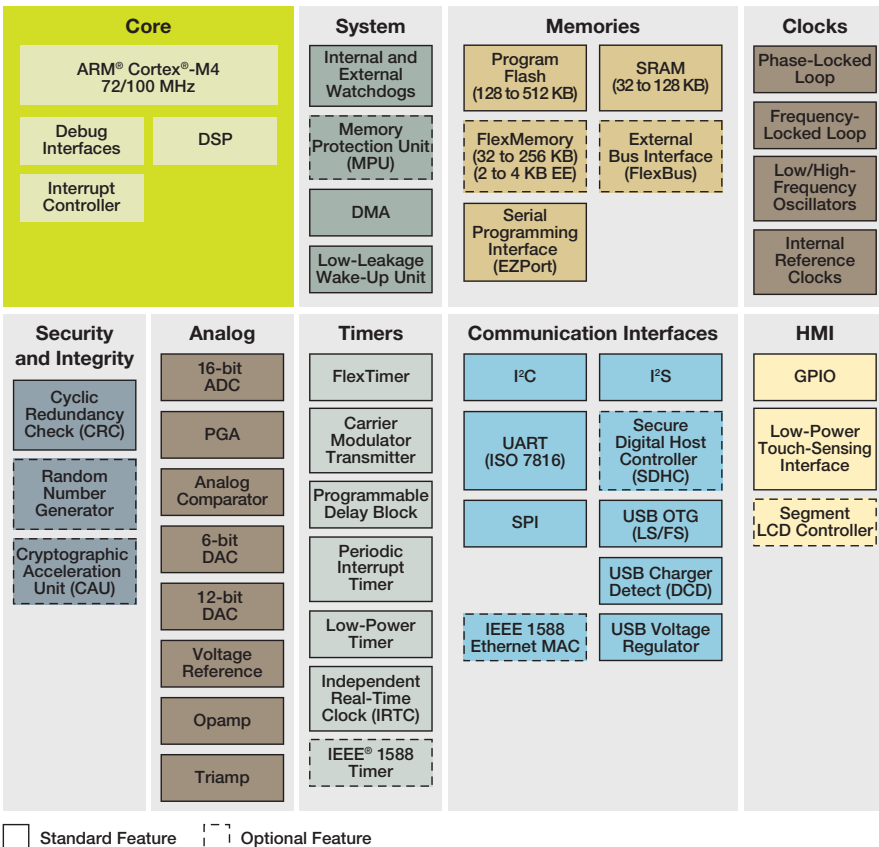 Core
ARM® Cortex®-M4
72/100 MHz
Debug
Interfaces
DSP
Interrupt
Controller
System
Internal and
External
Watchdogs
Memory
Protection Unit
(MPU)
DMA
Low-Leakage
Wake-Up Unit
Memories
Program
Flash
(128 to 512 KB)
SRAM
(32 to 128 KB)
FlexMemory
(32 to 256 KB)
(2 to 4 KB EE)
External
Bus Interface
(FlexBus)
Serial
Programming
Interface
(EZPort)
Clocks
Phase-Locked
Loop
Frequency-
Locked Loop
Low/High-
Frequency
Oscillators
Internal
Reference
Clocks
Security
and Integrity
Cyclic
Redundancy
Check (CRC)
Random
Number
Generator
Cryptographic
Acceleration
Unit (CAU)
Analog
16-bit
ADC
PGA
Analog
Comparator
6-bit
DAC
12-bit
DAC
Voltage
Reference
Opamp
Triamp
Timers
FlexTimer
Carrier
Modulator
Transmitter
Programmable
Delay Block
Periodic
Interrupt
Timer
Low-Power
Timer
Independent
Real-Time
Clock (IRTC)
IEEE® 1588
Timer
Communication Interfaces
I²C
I²S
UART
(ISO 7816)
Secure
Digital Host
Controller
(SDHC)
SPI
USB OTG
(LS/FS)
USB Charger
Detect (DCD)
IEEE 1588
Ethernet MAC
USB Voltage
Regulator
HMI
GPIO
Low-Power
Touch-Sensing
Interface
Segment
LCD Controller
Standard Feature
Optional Feature